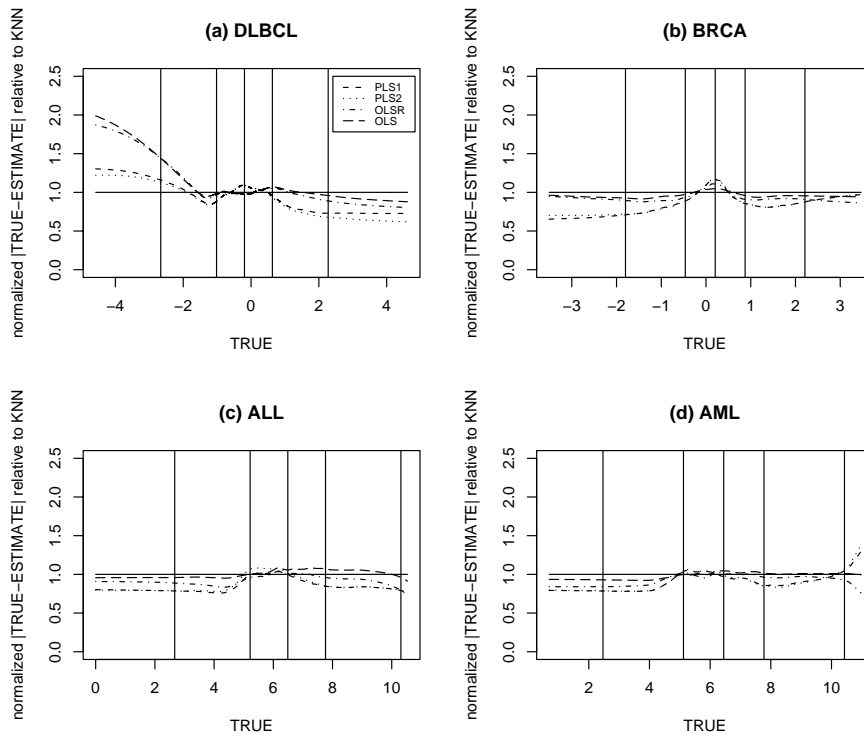 (a) DLBCL
normalized |TRUE−ESTIMATE| relative to KNN
2.5
2.0
1.5
1.0
0.5
0.0
PLS1
PLS2
OLSR
OLS
−4 −2 0 2 4
TRUE
(b) BRCA
normalized |TRUE−ESTIMATE| relative to KNN
2.5
2.0
1.5
1.0
0.5
0.0
−3 −2 −1 0 1 2 3
TRUE
(c) ALL
normalized |TRUE−ESTIMATE| relative to KNN
2.5
2.0
1.5
1.0
0.5
0.0
0 2 4 6 8 10
TRUE
(d) AML
normalized |TRUE−ESTIMATE| relative to KNN
2.5
2.0
1.5
1.0
0.5
0.0
2 4 6 8 10
TRUE